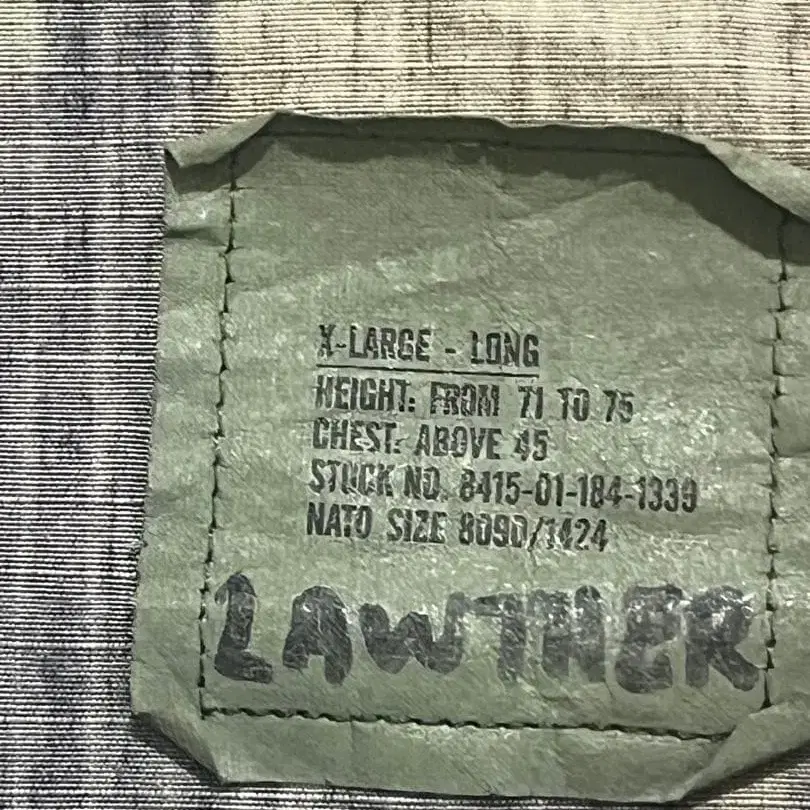 X-LARGE - LONG
HEIGHT: FROM 71 TO 75
CHEST: ABOVE 45
STOCK NO. 8415-01-184-1339
NATO SIZE 8090/1424
LAWTHER